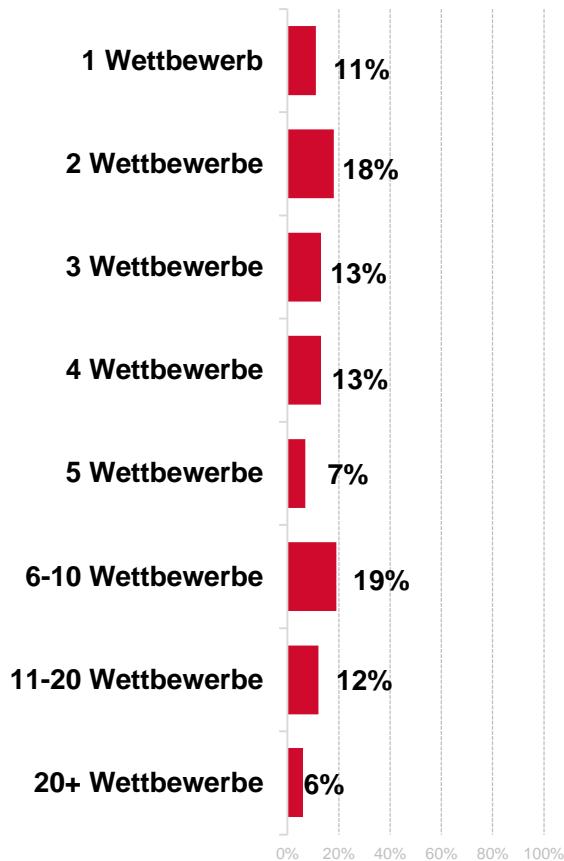 1 Wettbewerb 11%
2 Wettbewerbe 18%
3 Wettbewerbe 13%
4 Wettbewerbe 13%
5 Wettbewerbe 7%
6-10 Wettbewerbe 19%
11-20 Wettbewerbe 12%
20+ Wettbewerbe 6%
0% 20% 40% 60% 80% 100%